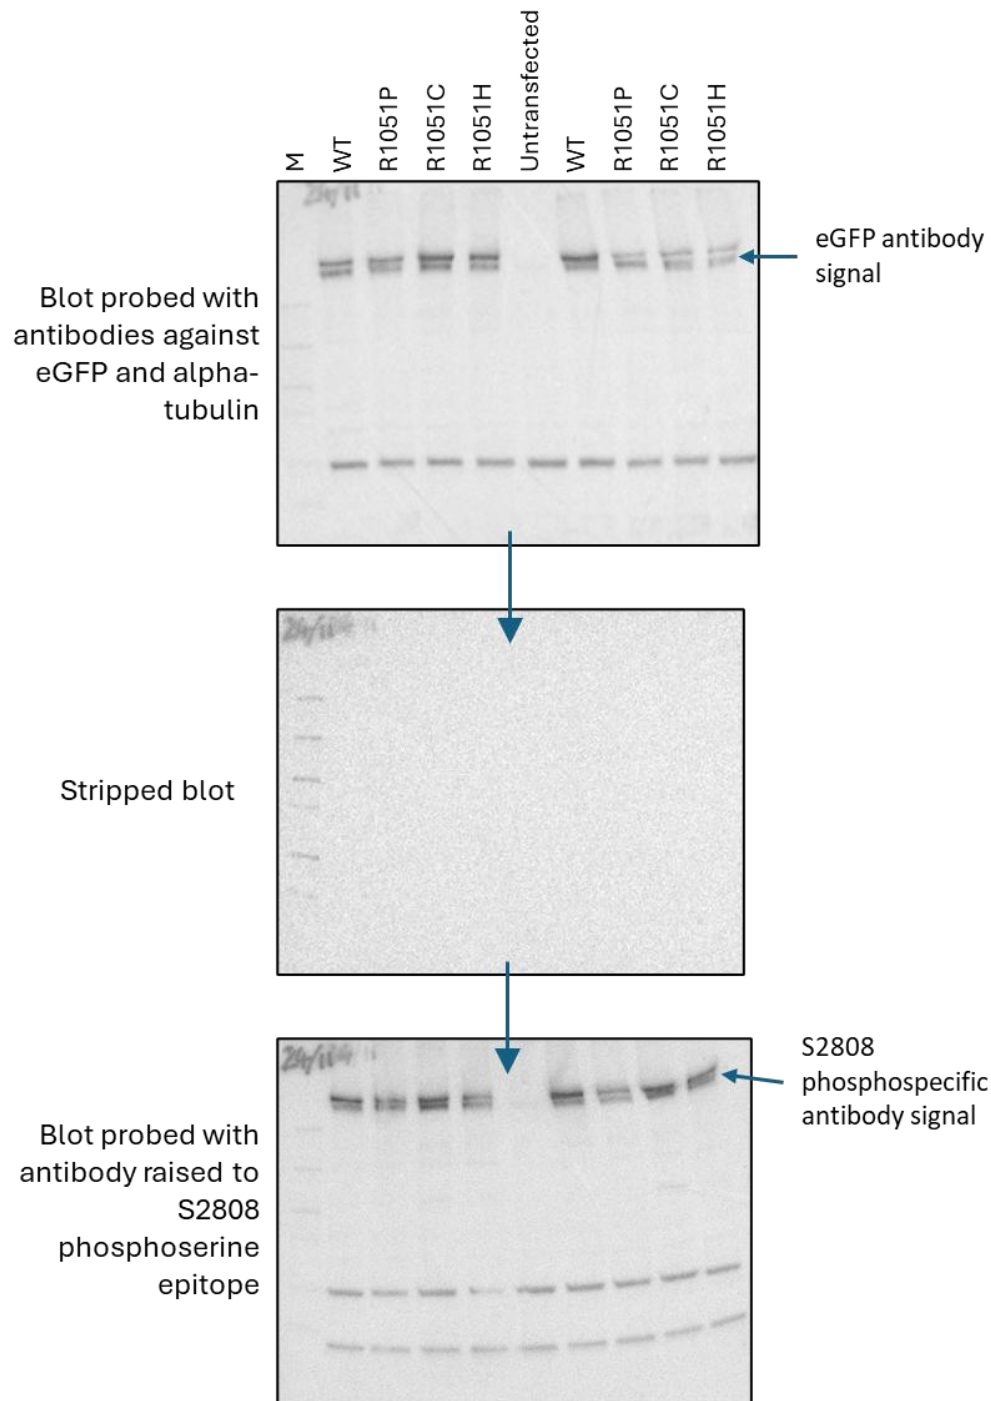 M
WT
R1051P
R1051C
R1051H
Untransfected
WT
R1051P
R1051C
R1051H
eGFP antibody
signal
Blot probed with
antibodies against
eGFP and alpha-
tubulin
Stripped blot
S2808
phosphospecific
antibody signal
Blot probed with
antibody raised to
S2808
phosphoserine
epitope